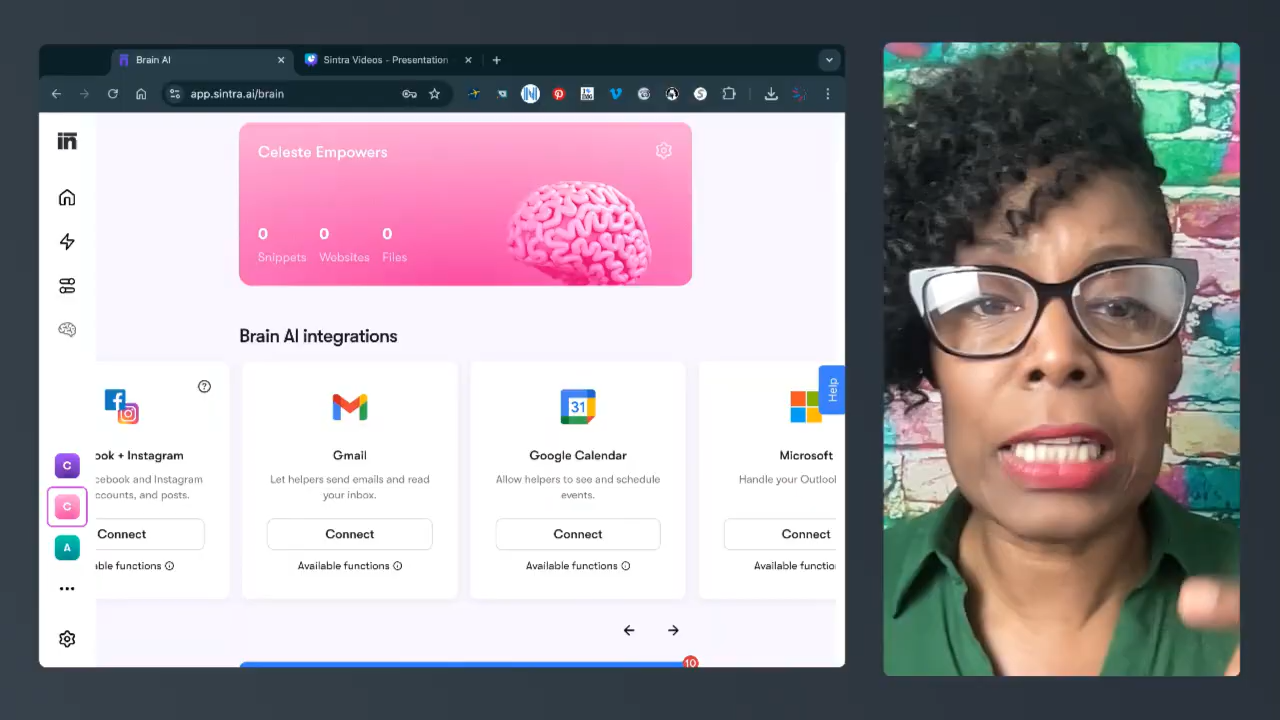 Brain AI
Sintra Videos - Presentation
app.sintra.ai/brain
Celeste Empowers
0
0
0
Snippets
Websites
Files
Brain AI integrations
ook + Instagram
cebook and Instagram
counts, and posts.
Connect
able functions
Gmail
Let helpers send emails and read
your inbox.
Connect
Available functions
Google Calendar
31
Allow helpers to see and schedule
events.
Connect
Available functions
Microsoft
Handle your Outlo
Connect
Available functio
Help
C
C
A
10